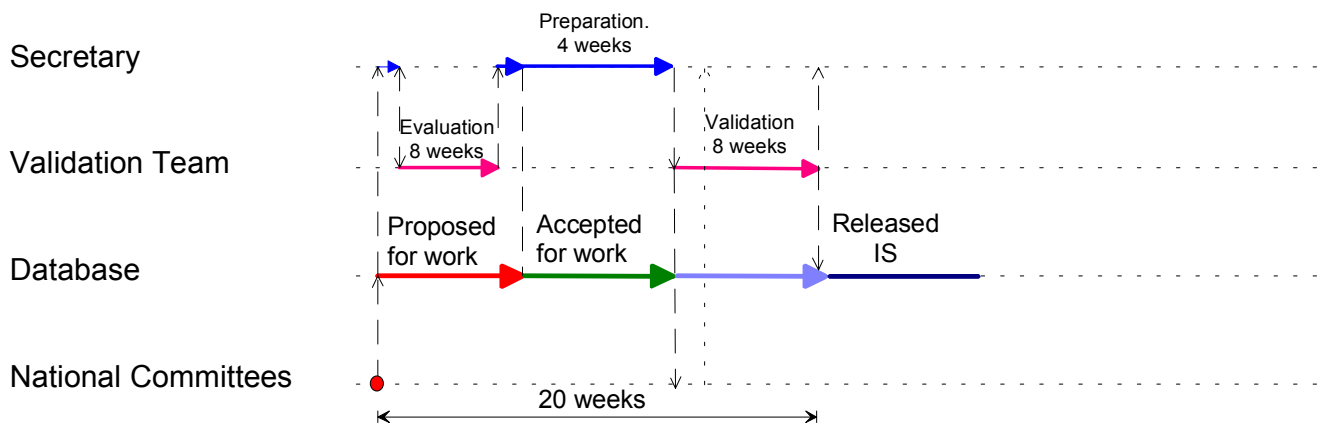 Preparation.
4 weeks
Secretary
Evaluation
8 weeks
Validation
8 weeks
Validation Team
Proposed
for work
Accepted
for work
Released
IS
Database
National Committees
20 weeks